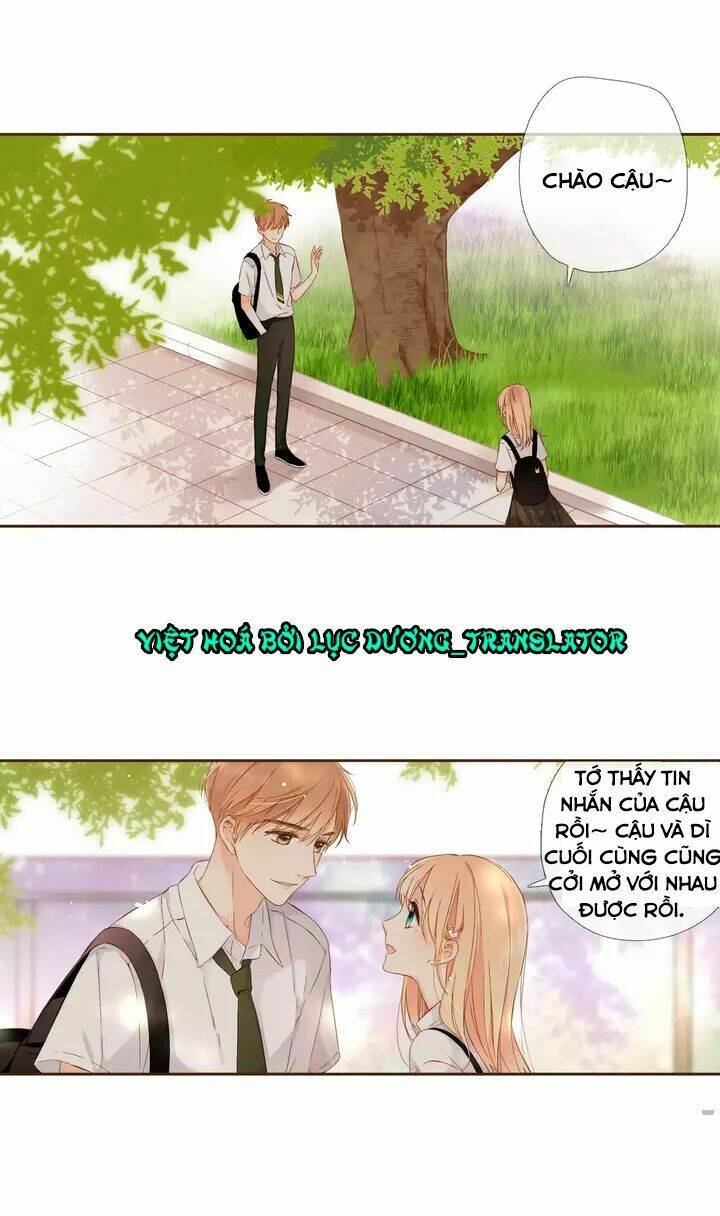 CHÀO CẬU~
VIỆT HOÁ BỞI LỤC DƯƠNG_TRANSLATOR
TỚ THẤY TIN
NHẮN CỦA CẬU
RỒI~ CẬU VÀ DÌ
CUỐI CÙNG CŨNG
CỞI MỞ VỚI NHAU
ĐƯỢC RỒI.